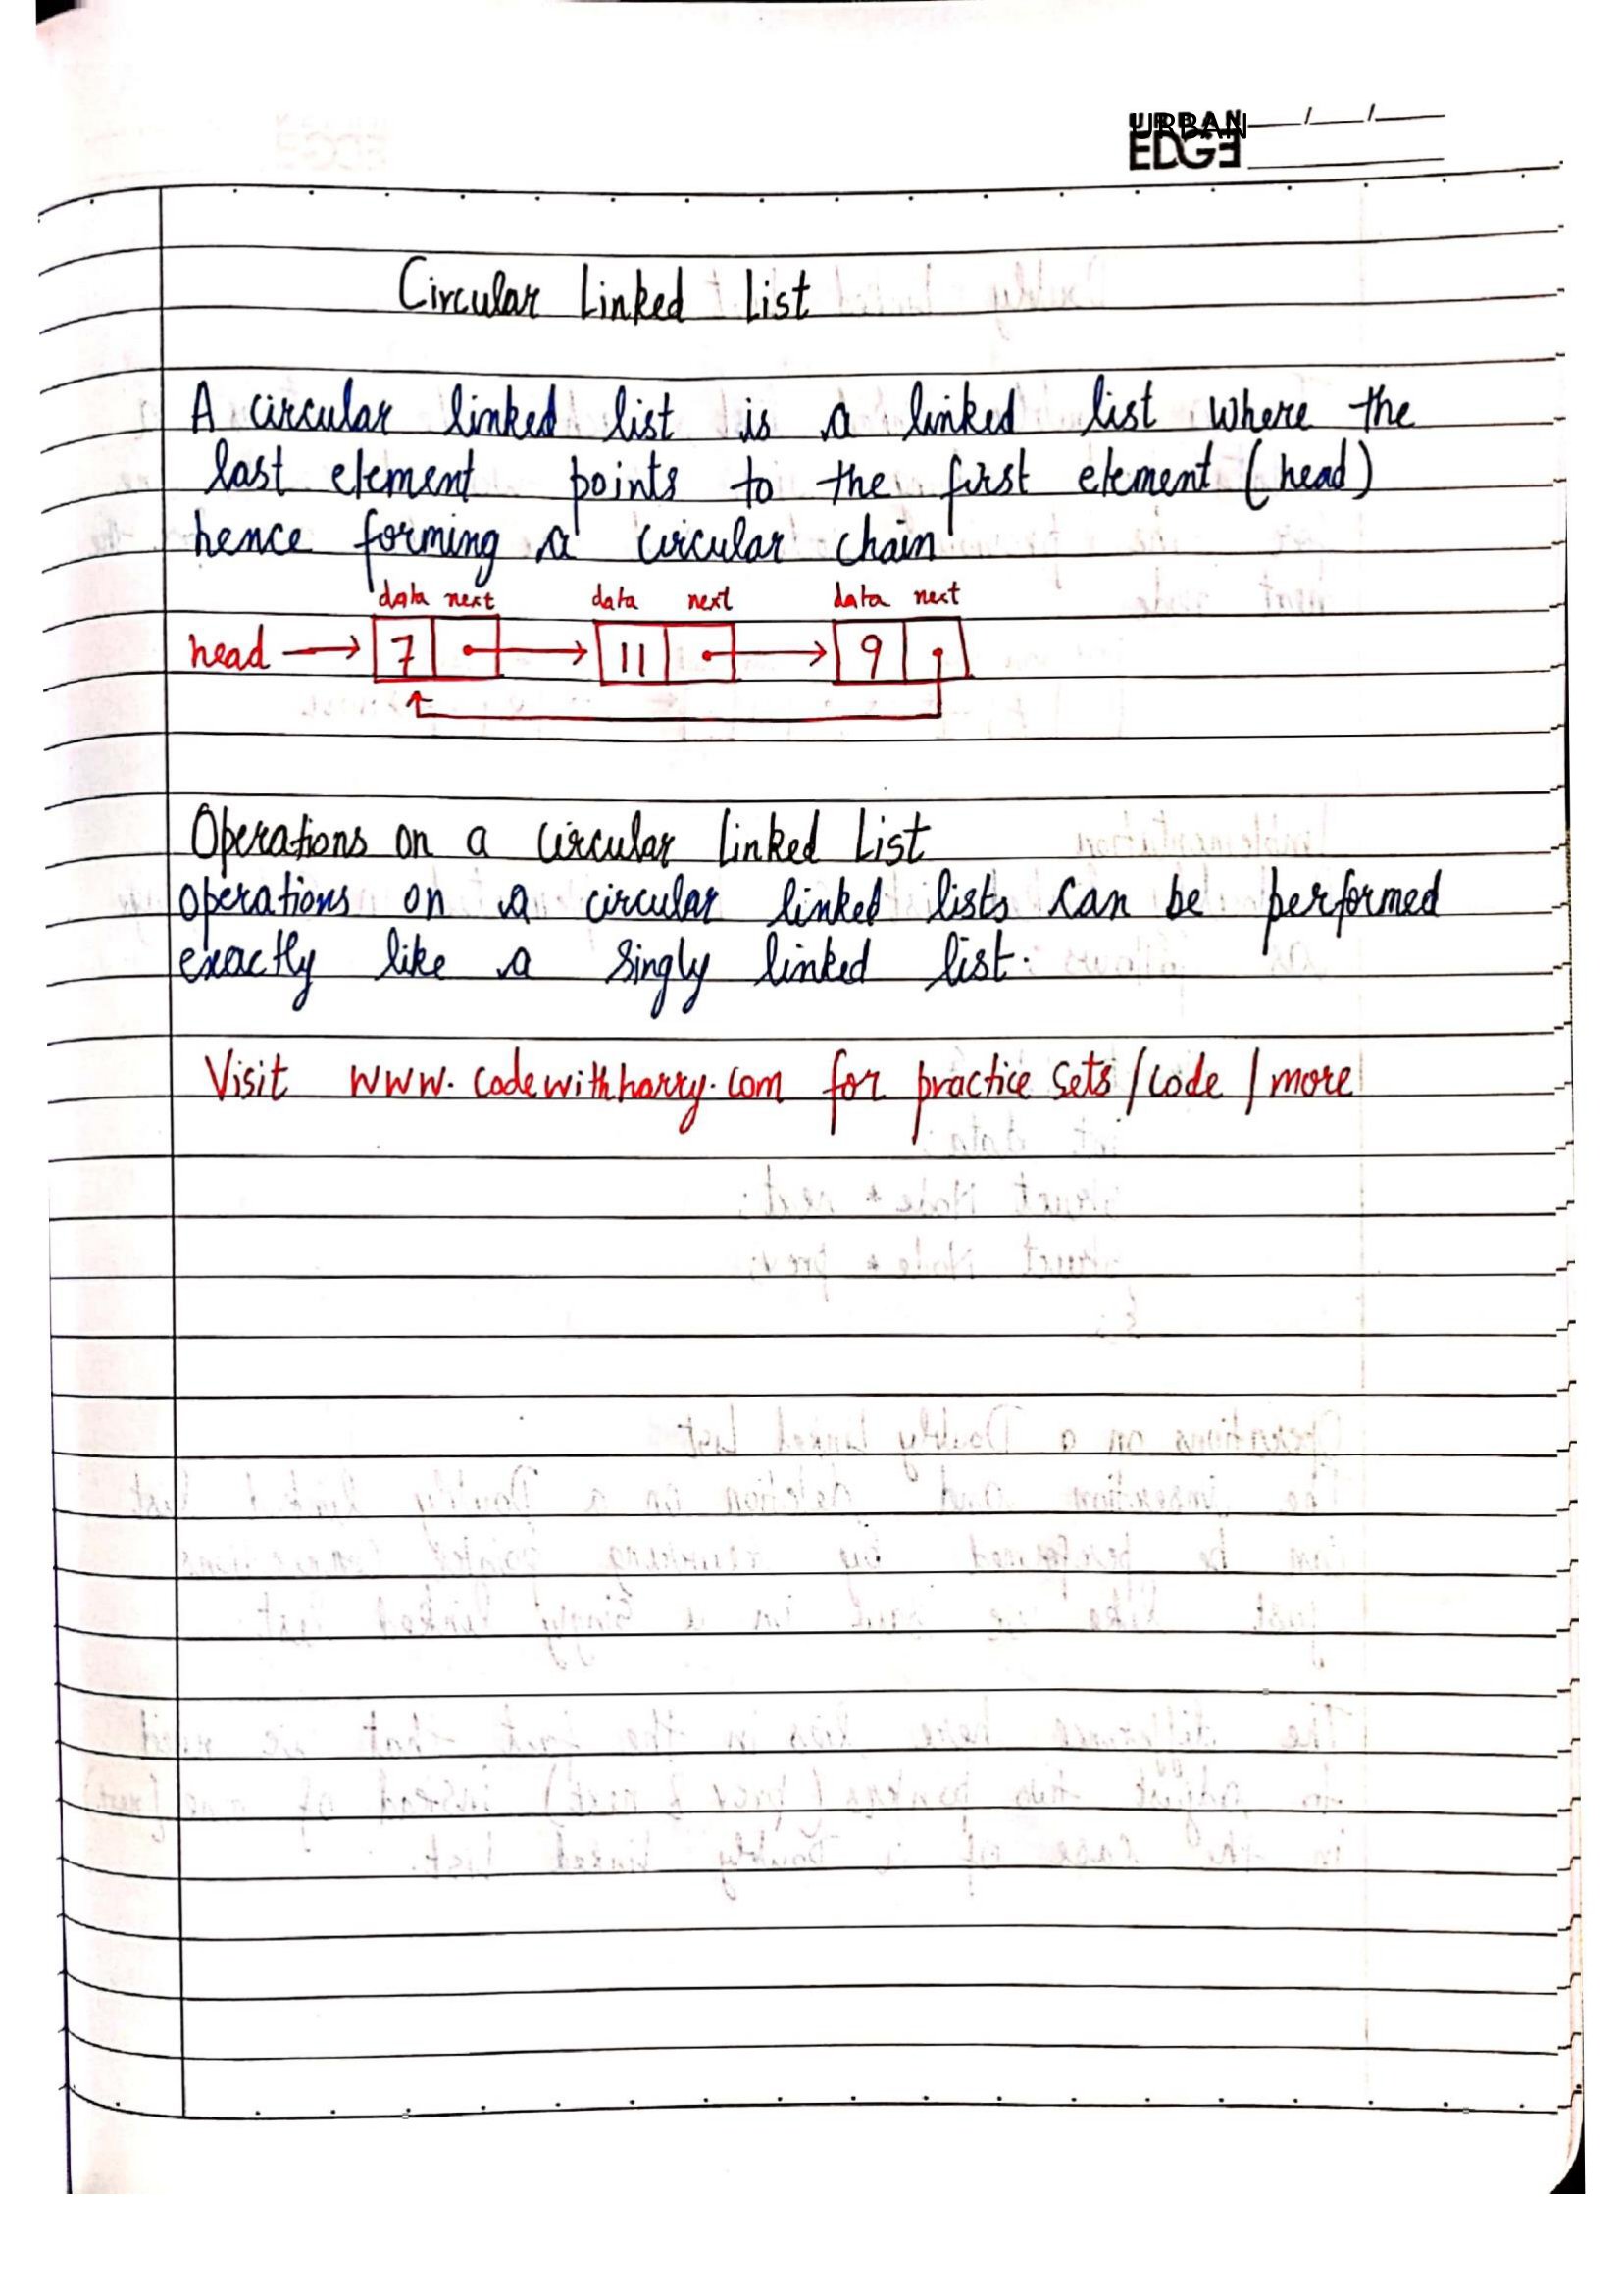 URBAN
EDGE
Circular Linked List
A circular linked list is a linked list where the
last element points to the first element (head)
hence forming a circular chain
data next data next data next
head → 7 11 9
Operations on a circular Linked List
operations on a circular linked lists can be performed
exactly like a singly linked list.
Visit www.codewithharry.com for practice sets/code/more